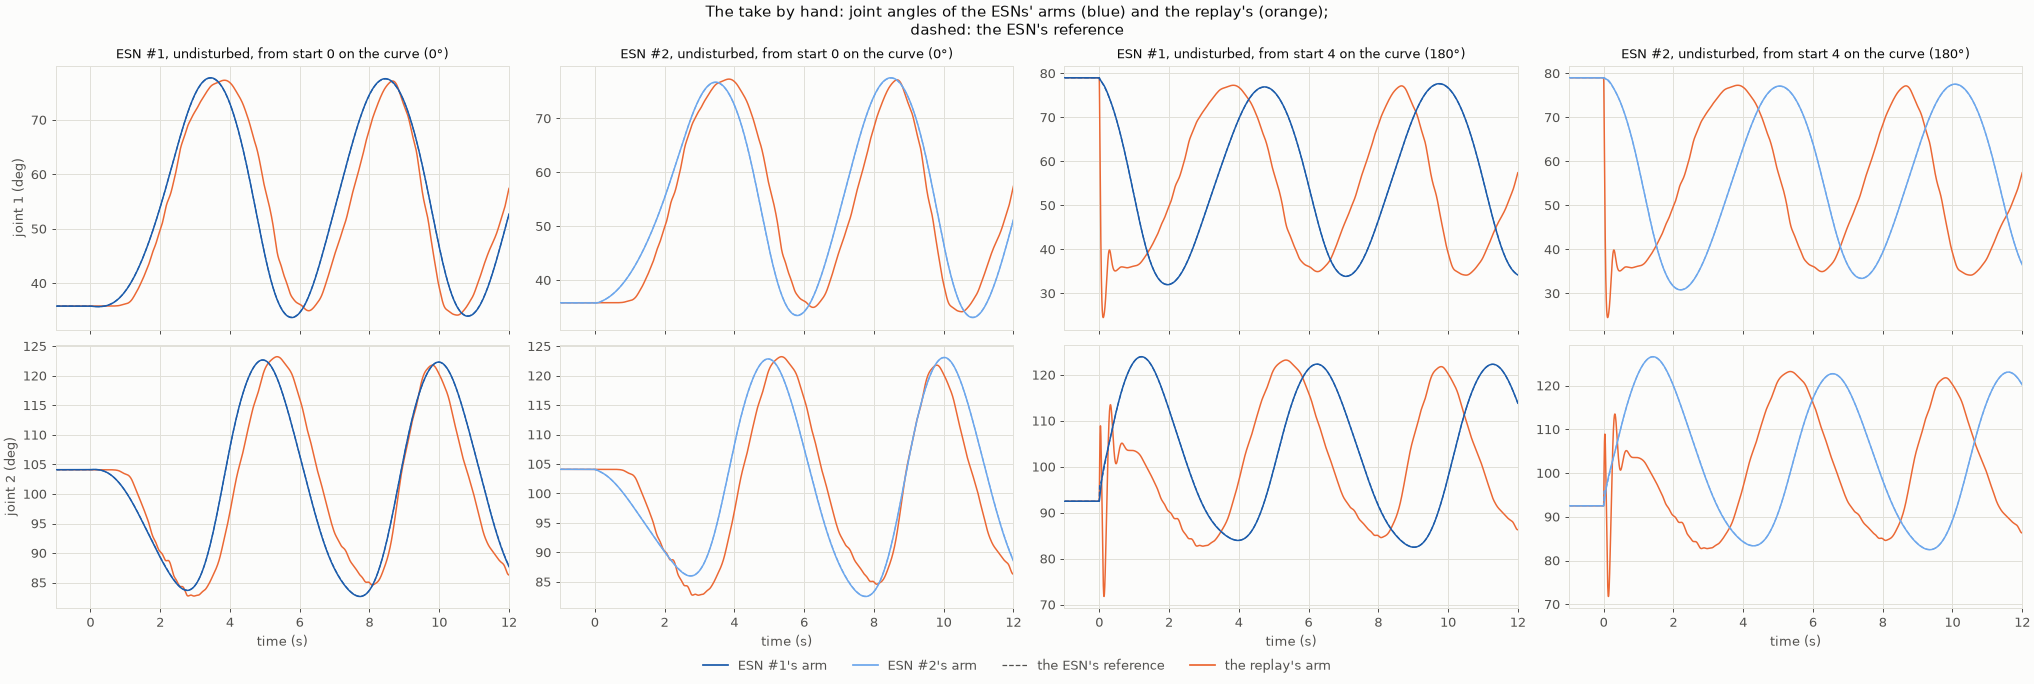 The take by hand: joint angles of the ESNs' arms (blue) and the replay's (orange);
dashed: the ESN's reference
ESN #1, undisturbed, from start 0 on the curve (0°)
ESN #2, undisturbed, from start 0 on the curve (0°)
ESN #1, undisturbed, from start 4 on the curve (180°)
ESN #2, undisturbed, from start 4 on the curve (180°)
joint 1 (deg)
70
60
50
40
70
60
50
40
80
70
60
50
40
30
80
70
60
50
40
30
joint 2 (deg)
125
120
115
110
105
100
95
90
85
125
120
115
110
105
100
95
90
85
120
110
100
90
80
70
120
110
100
90
80
70
0 2 4 6 8 10 12
0 2 4 6 8 10 12
0 2 4 6 8 10 12
0 2 4 6 8 10 12
time (s)
time (s)
time (s)
time (s)
ESN #1's arm
ESN #2's arm
the ESN's reference
the replay's arm